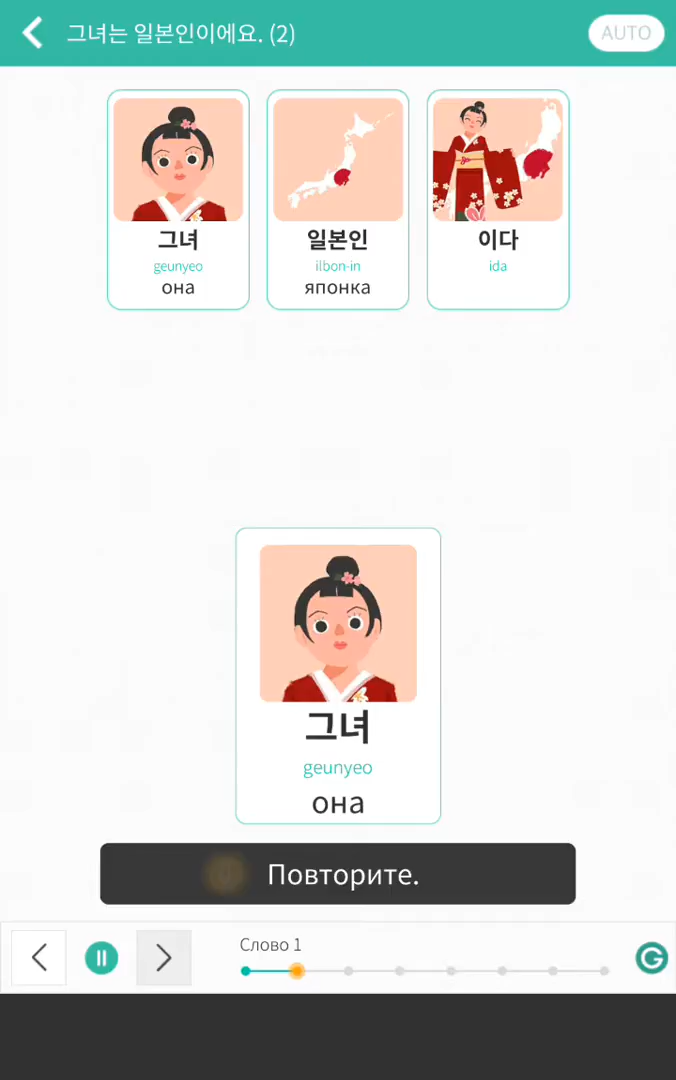 그녀는 일본인이에요. (2)
AUTO
그녀
geunyeo
она
일본인
ilbon-in
японка
이다
ida
그녀
geunyeo
она
Повторите.
Слово 1
G